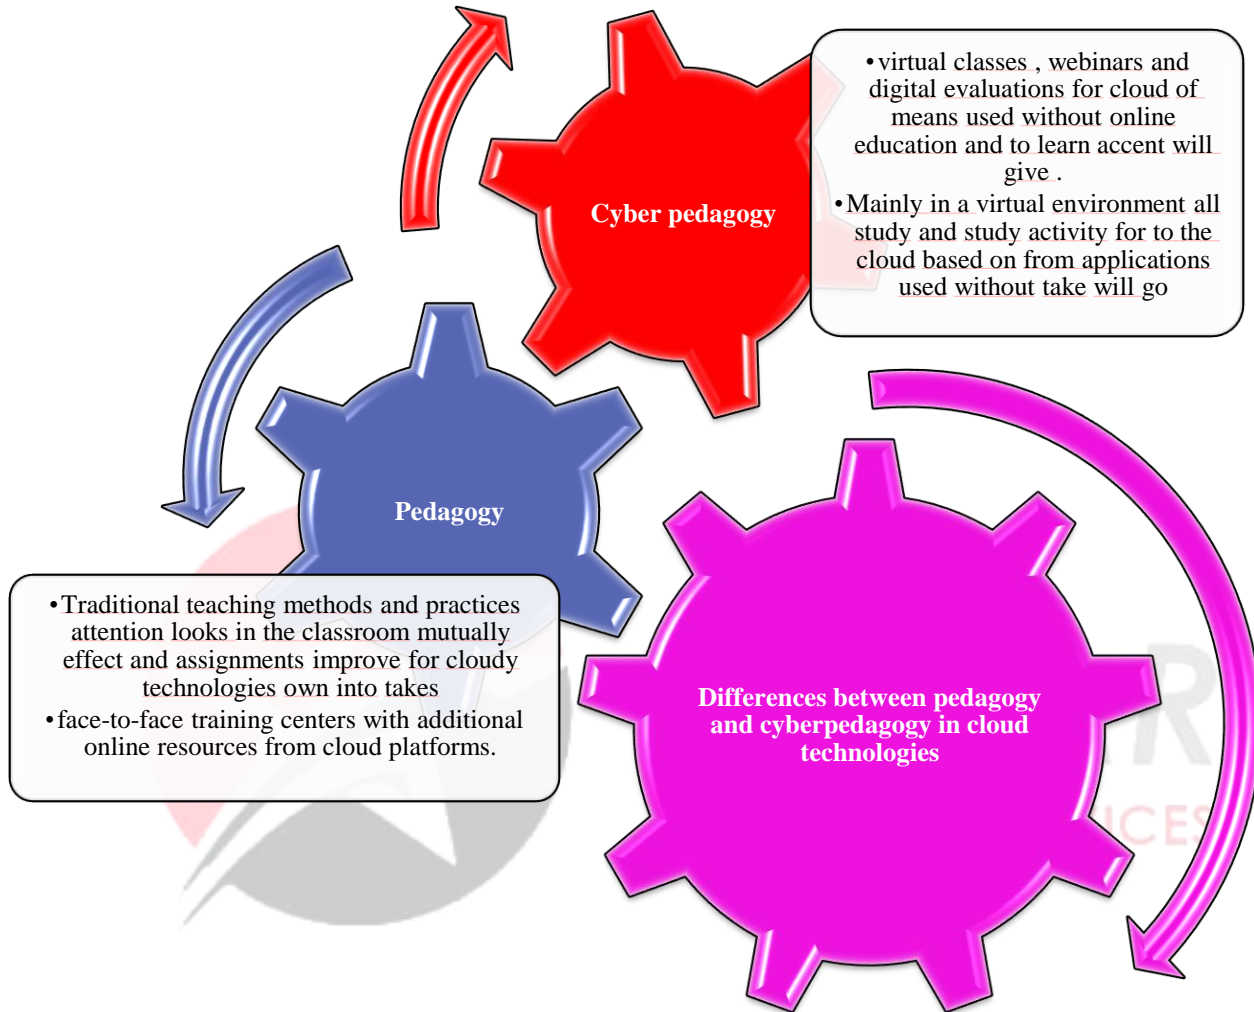 •virtual classes , webinars and
digital evaluations for cloud of
means used without online
education and to learn accent will
give .
•Mainly in a virtual environment all
study and study activity for to the
cloud based on from applications
used without take will go
Cyber pedagogy
Pedagogy
•Traditional teaching methods and practices
attention looks in the classroom mutually
effect and assignments improve for cloudy
technologies own into takes
•face-to-face training centers with additional
online resources from cloud platforms.
Differences between pedagogy
and cyberpedagogy in cloud
technologies